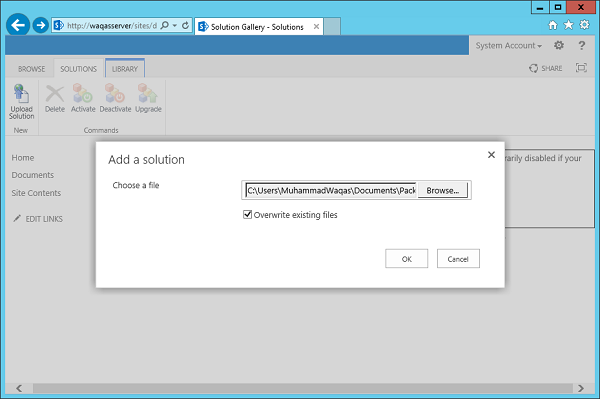 http://waqasserver/sites/d
Solution Gallery - Solutions
System Account
?
BROWSE
SOLUTIONS
LIBRARY
SHARE
Upload Solution
Delete
Activate
Deactivate
Upgrade
New
Commands
Home
Documents
Site Contents
EDIT LINKS
rarily disabled if your
Add a solution
Choose a file
C:\Users\MuhammadWaqas\Documents\Pack
Browse...
Overwrite existing files
OK
Cancel